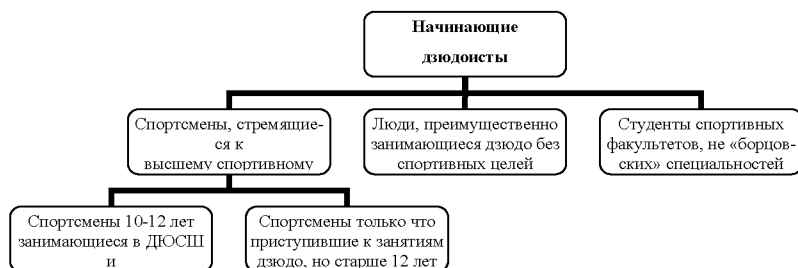 Начинающие
дзюдоисты
Спортсмены, стремящие-
ся к
высшему спортивному
Люди, преимущественно
занимающиеся дзюдо без
спортивных целей
Студенты спортивных
факультетов, не «борцов-
ских» специальностей
Спортсмены 10-12 лет
занимающиеся в ДЮСШ
и
Спортсмены только что
приступившие к занятиям
дзюдо, но старше 12 лет